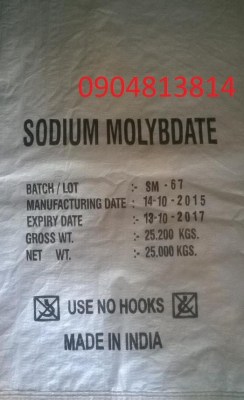 0904813814
SODIUM MOLYBDATE
BATCH / LOT :- SM - 67
MANUFACTURING DATE :- 14-10-2015
EXPIRY DATE :- 13-10-2017
GROSS WT. :- 25.200 KGS.
NET WT. :- 25.000 KGS.
USE NO HOOKS
MADE IN INDIA